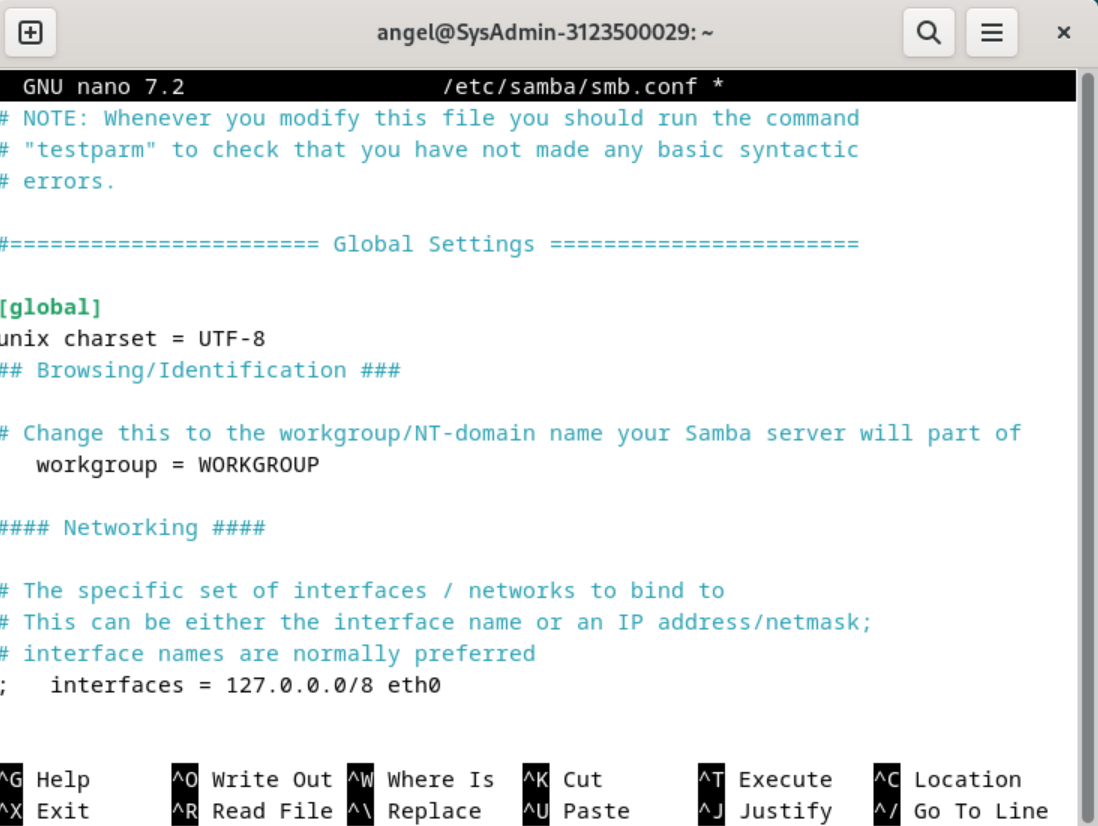 angel@SysAdmin-3123500029: ~
GNU nano 7.2 /etc/samba/smb.conf *
# NOTE: Whenever you modify this file you should run the command
# "testparm" to check that you have not made any basic syntactic
# errors.
#======================= Global Settings =======================
[global]
unix charset = UTF-8
## Browsing/Identification ###
# Change this to the workgroup/NT-domain name your Samba server will part of
workgroup = WORKGROUP
#### Networking ####
# The specific set of interfaces / networks to bind to
# This can be either the interface name or an IP address/netmask;
# interface names are normally preferred
;   interfaces = 127.0.0.0/8 eth0
^G Help ^O Write Out ^W Where Is ^K Cut ^T Execute ^C Location
^X Exit ^R Read File ^\ Replace ^U Paste ^J Justify ^/ Go To Line